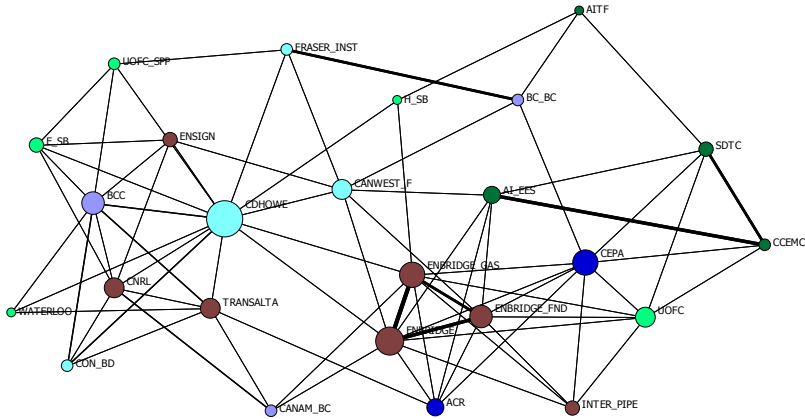 AITF
FRASER_INST
UOFC_SPP
H_SB
BC_BC
E_SB
ENSIGN
SDTC
CANWEST_F
AI_EES
BCC
CDHOWE
CCEMC
CEPA
ENBRIDGE_GAS
CNRL
TRANSALTA
ENBRIDGE_FND
UOFC
WATERLOO
ENBRIDGE
CON_BD
ACR
INTER_PIPE
CANAM_BC